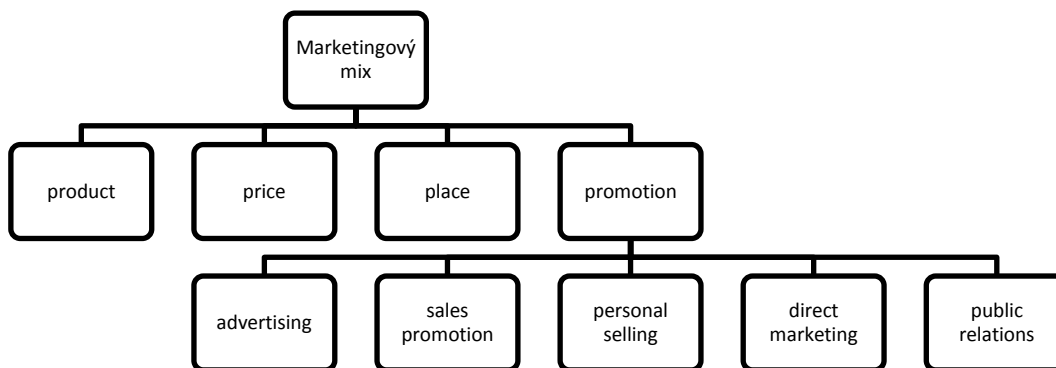 Marketingový
mix
product
price
place
promotion
advertising
sales
promotion
personal
selling
direct
marketing
public
relations